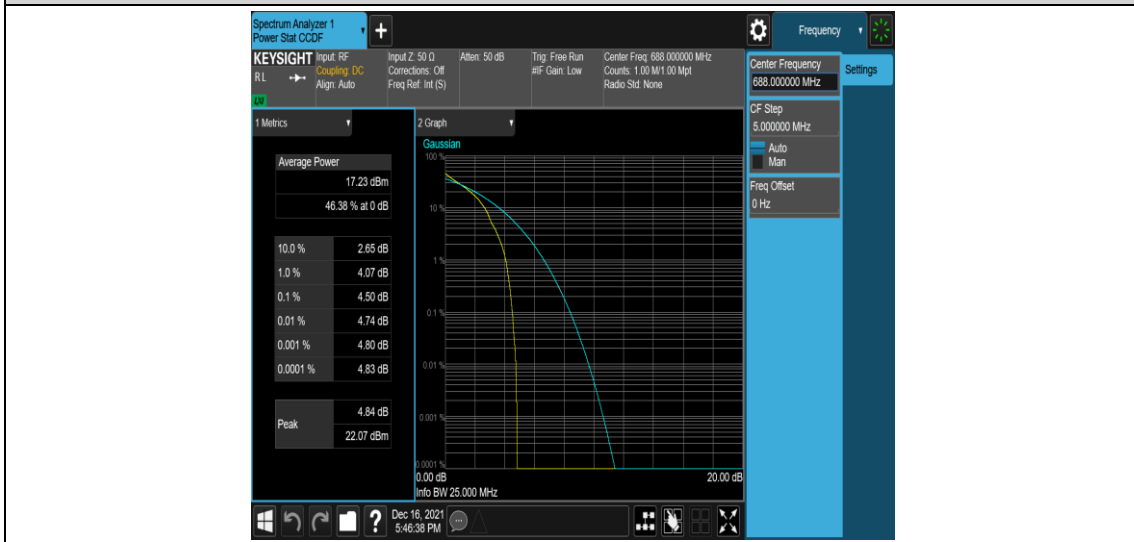 Spectrum Analyzer 1
Power Stat CCDF
Frequency
KEYSIGHT
RL
Input: RF
Coupling: DC
Align: Auto
Input Z: 50 Ω
Corrections: Off
Freq Ref: Int (S)
Atten: 50 dB
Trig: Free Run
#IF Gain: Low
Center Freq: 688.000000 MHz
Counts: 1.00 M/1.00 Mpt
Radio Std: None
Center Frequency
688.000000 MHz
Settings
CF Step
5.000000 MHz
Auto
Man
Freq Offset
0 Hz
1 Metrics
Average Power
17.23 dBm
46.38 % at 0 dB
10.0 % 2.65 dB
1.0 % 4.07 dB
0.1 % 4.50 dB
0.01 % 4.74 dB
0.001 % 4.80 dB
0.0001 % 4.83 dB
Peak
4.84 dB
22.07 dBm
2 Graph
Gaussian
100 %
10 %
1 %
0.1 %
0.01 %
0.001 %
0.0001 %
0.00 dB 20.00 dB
Info BW 25.000 MHz
?
Dec 16, 2021
5:46:38 PM